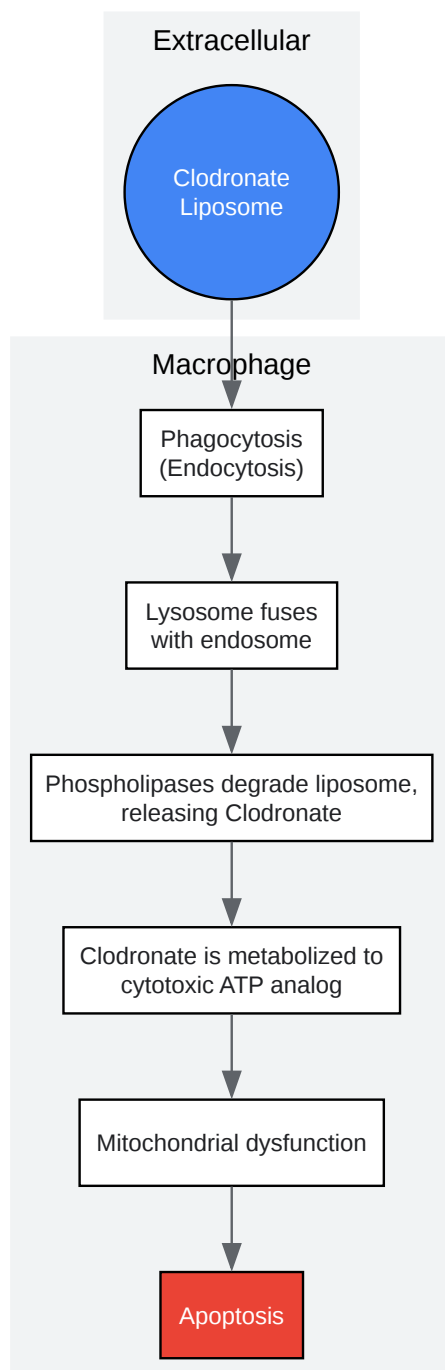 Extracellular
Clodronate
Liposome
Macrophage
Phagocytosis
(Endocytosis)
Lysosome fuses
with endosome
Phospholipases degrade liposome,
releasing Clodronate
Clodronate is metabolized to
cytotoxic ATP analog
Mitochondrial dysfunction
Apoptosis